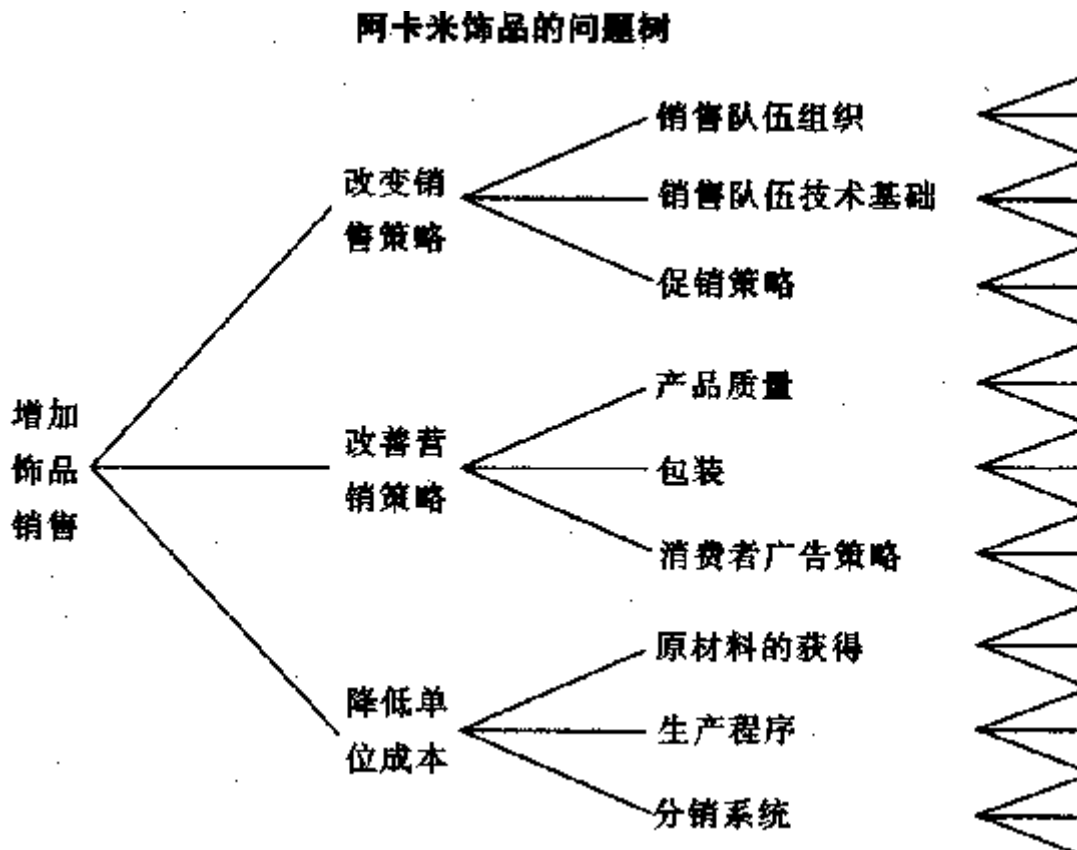 阿卡米饰品的问题树
增加
饰品
销售
改变销
售策略
销售队伍组织
销售队伍技术基础
促销策略
改善营
销策略
产品质量
包装
消费者广告策略
降低单
位成本
原材料的获得
生产程序
分销系统